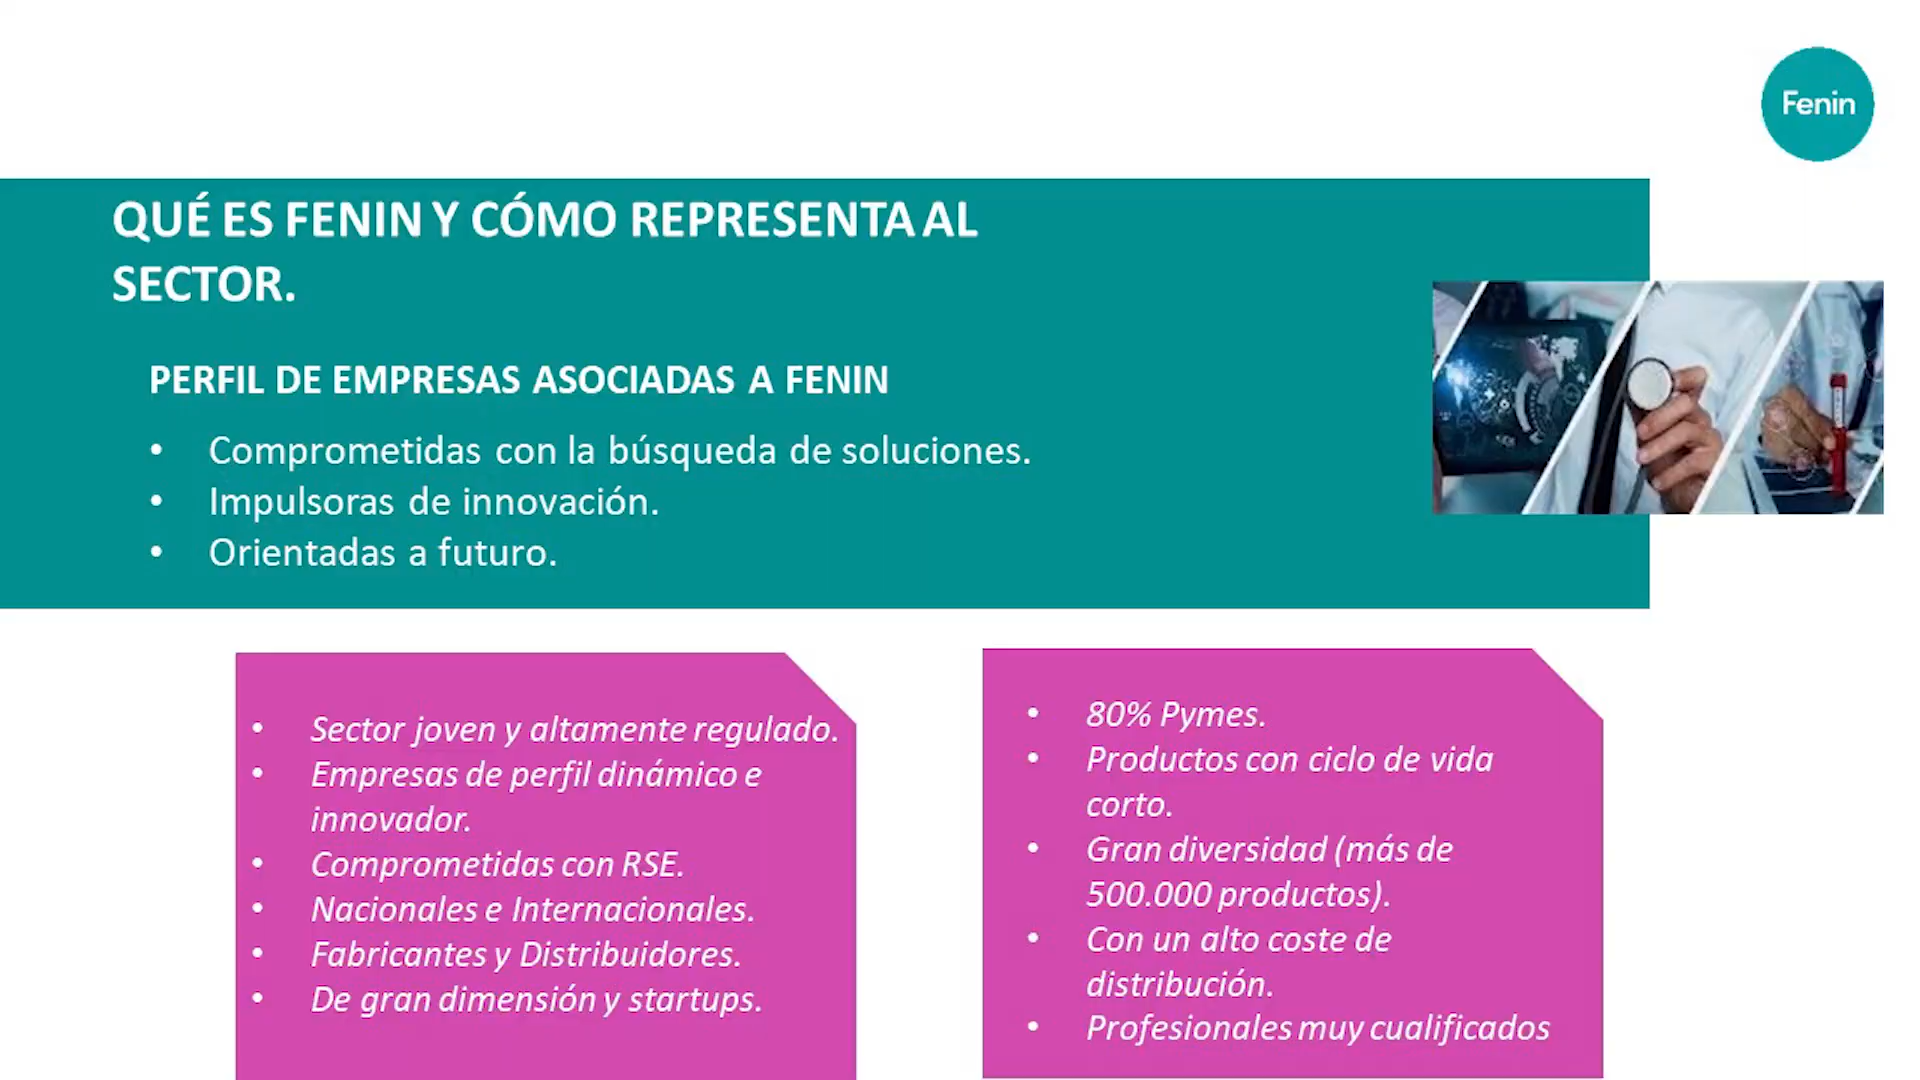 Fenin
QUÉ ES FENIN Y CÓMO REPRESENTA AL
SECTOR.
PERFIL DE EMPRESAS ASOCIADAS A FENIN
• Comprometidas con la búsqueda de soluciones.
• Impulsoras de innovación.
• Orientadas a futuro.
• Sector joven y altamente regulado.
• Empresas de perfil dinámico e
innovador.
• Comprometidas con RSE.
• Nacionales e Internacionales.
• Fabricantes y Distribuidores.
• De gran dimensión y startups.
• 80% Pymes.
• Productos con ciclo de vida
corto.
• Gran diversidad (más de
500.000 productos).
• Con un alto coste de
distribución.
• Profesionales muy cualificados